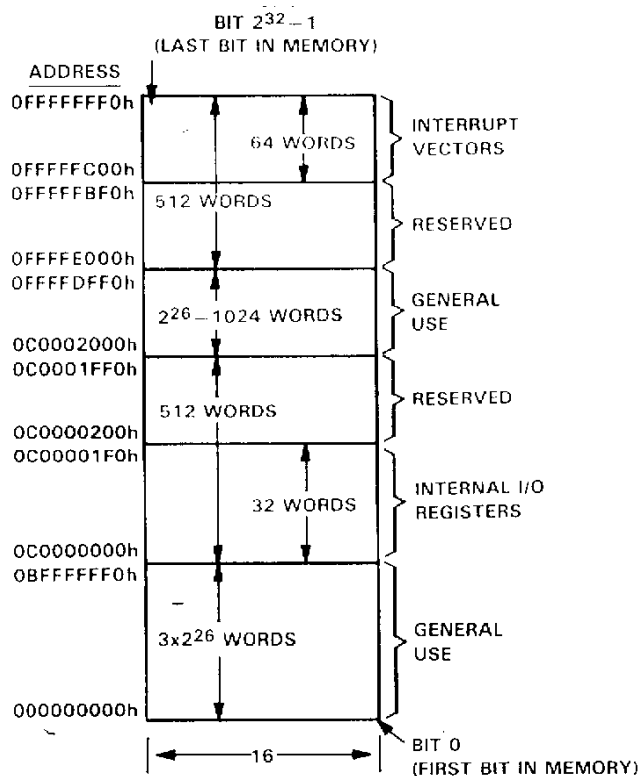 BIT 2³²−1
(LAST BIT IN MEMORY)
ADDRESS
0FFFFFFF0h
64 WORDS
INTERRUPT
VECTORS
0FFFFFC00h
0FFFFFBF0h
512 WORDS
RESERVED
0FFFFE000h
0FFFFDFF0h
2²⁶−1024 WORDS
GENERAL
USE
0C0002000h
0C0001FF0h
512 WORDS
RESERVED
0C0000200h
0C00001F0h
32 WORDS
INTERNAL I/O
REGISTERS
0C0000000h
0BFFFFFF0h
3x2²⁶ WORDS
GENERAL
USE
000000000h
16
BIT 0
(FIRST BIT IN MEMORY)